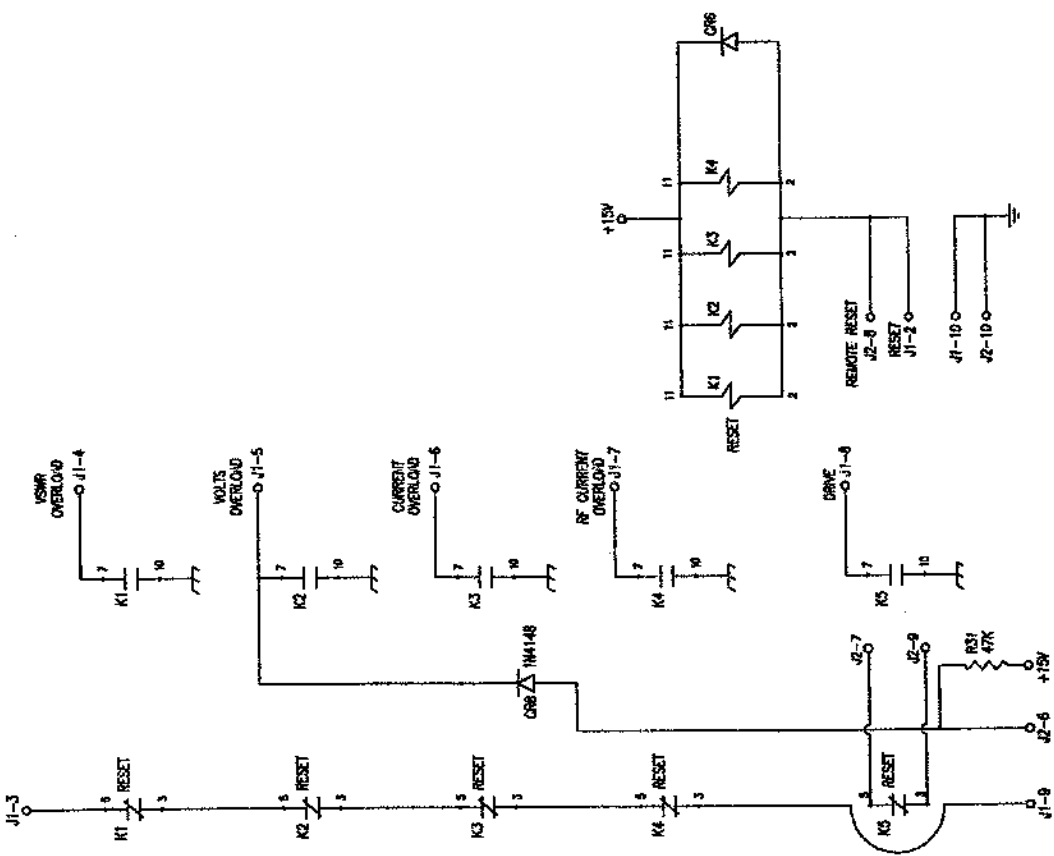 CR6
+15V
11
11
11
11
K1
K2
K3
K4
RESET
2
2
2
2
REMOTE RESET
J2-8
RESET
J1-2
J1-10
J2-10
VSWR
OVERLOAD
J1-4
7
K1
10
VOLTS
OVERLOAD
J1-5
7
K2
10
CURRENT
OVERLOAD
J1-6
7
K3
10
RF CURRENT
OVERLOAD
J1-7
7
K4
10
DRIVE
J1-8
7
K5
10
CR8
1N4148
J2-7
J2-9
R31
47K
+15V
J2-6
J1-3
5
K1
RESET
3
5
K2
RESET
3
5
K3
RESET
3
5
K4
RESET
3
5
K5
RESET
3
J1-9